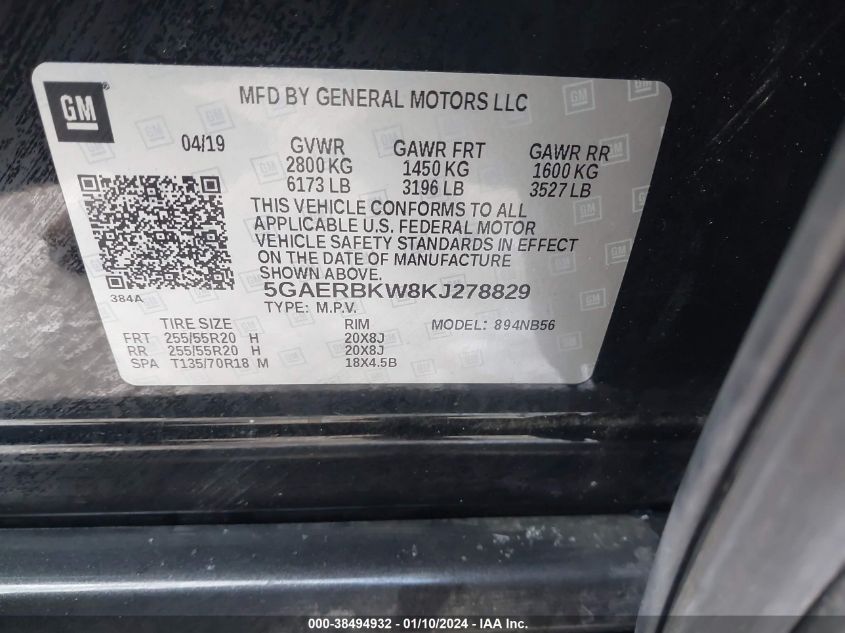 GM
MFD BY GENERAL MOTORS LLC
04/19
GVWR GAWR FRT GAWR RR
2800 KG 1450 KG 1600 KG
6173 LB 3196 LB 3527 LB
THIS VEHICLE CONFORMS TO ALL
APPLICABLE U.S. FEDERAL MOTOR
VEHICLE SAFETY STANDARDS IN EFFECT
ON THE DATE OF MANUFACTURE
SHOWN ABOVE.
384A
5GAERBKW8KJ278829
TYPE: M.P.V.
TIRE SIZE RIM MODEL: 894NB56
FRT 255/55R20 H 20X8J
RR 255/55R20 H 20X8J
SPA T135/70R18 M 18X4.5B
000-38494932 - 01/10/2024 - IAAI.com